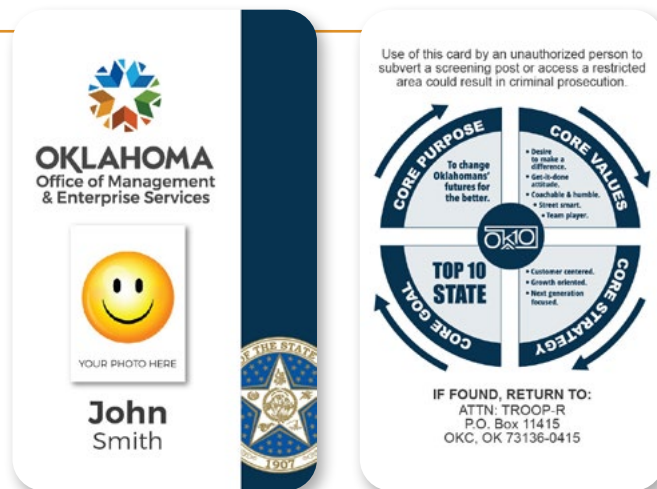 OKLAHOMA
Office of Management
& Enterprise Services
YOUR PHOTO HERE
John
Smith
OF THE STATE
1907
Use of this card by an unauthorized person to
subvert a screening post or access a restricted
area could result in criminal prosecution.
CORE PURPOSE
To change
Oklahomans'
futures for
the better.
CORE VALUES
• Desire
to make a
difference.
• Get-is-done
attitude.
• Coachable & humble.
• Street smart.
• Team player.
OK10
TOP 10
STATE
CORE GOAL
• Customer centered.
• Growth oriented.
• Next generation
focused.
CORE STRATEGY
IF FOUND, RETURN TO:
ATTN: TROOP-R
P.O. Box 11415
OKC, OK 73136-0415